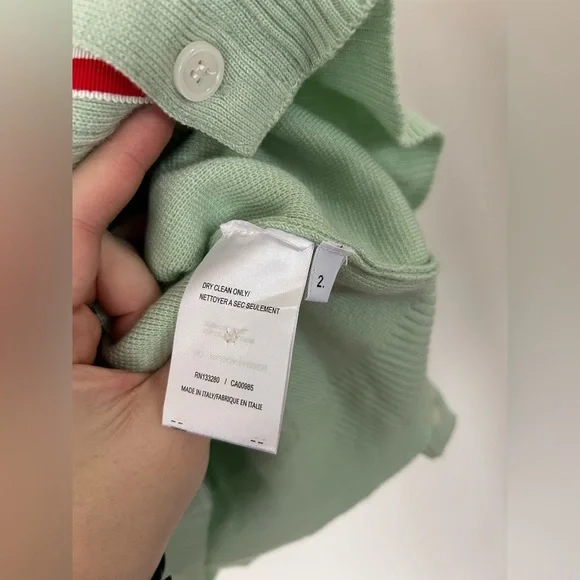 DRY CLEAN ONLY/
NETTOYER A SEC SEULEMENT
RN133280 / CA00985
MADE IN ITALY/FABRIQUE EN ITALIE
2.